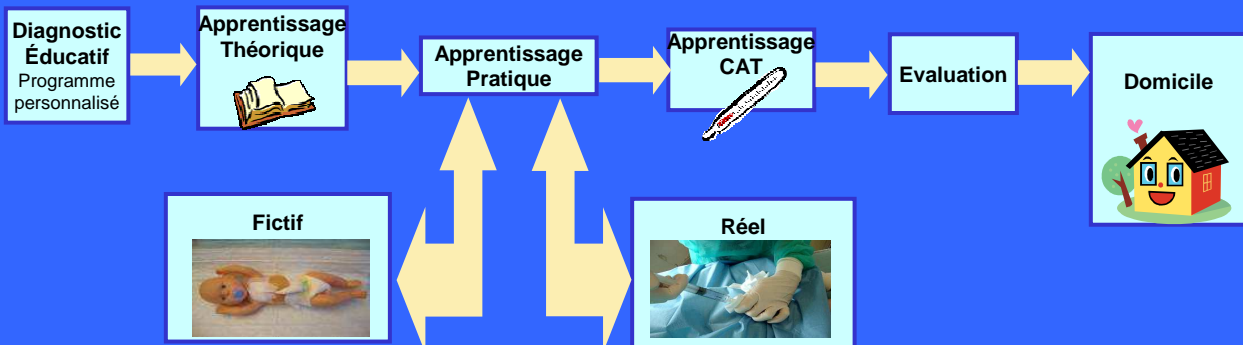 Diagnostic
Éducatif
Programme
personnalisé
Apprentissage
Théorique
Apprentissage
Pratique
Apprentissage
CAT
Evaluation
Domicile
Fictif
Réel